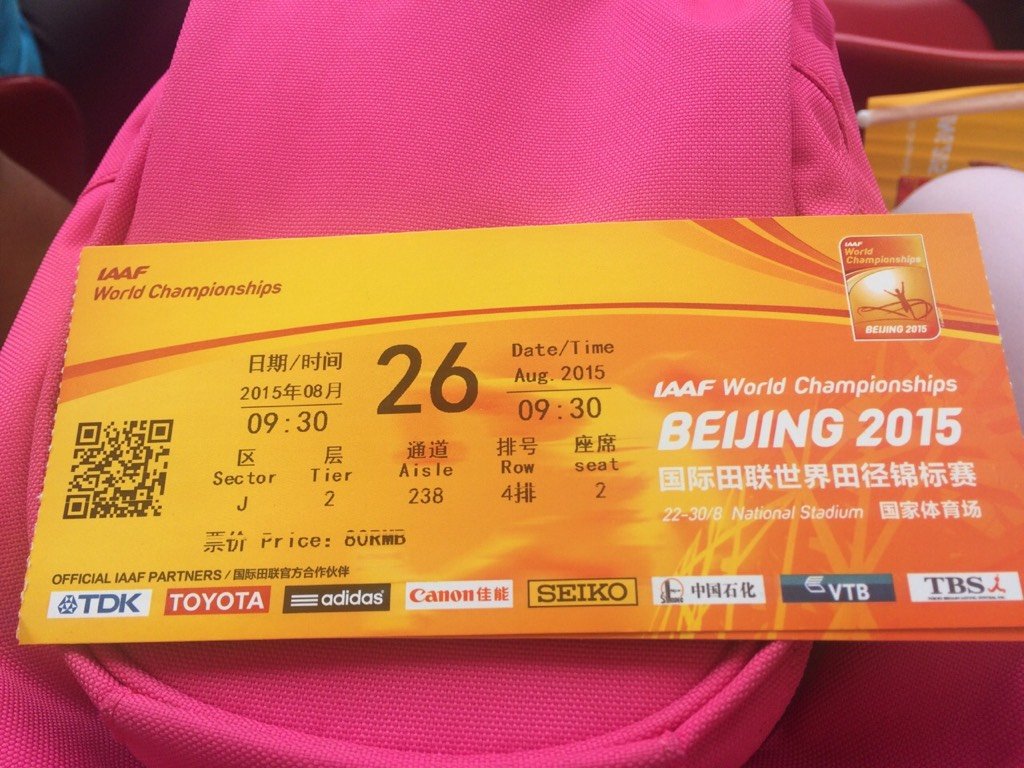 IAAF
World Championships
IAAF
World
Championships
BEIJING 2015
日期/时间
2015年08月
09:30
26
Date/Time
Aug.2015
09:30
区 层 通道 排号 座席
Sector Tier Aisle Row seat
J 2 238 4排 2
票价 Price: 80RMB
IAAF World Championships
BEIJING 2015
国际田联世界田径锦标赛
22-30/8 National Stadium 国家体育场
OFFICIAL IAAF PARTNERS / 国际田联官方合作伙伴
TDK TOYOTA adidas Canon佳能 SEIKO 中国石化 VTB TBS